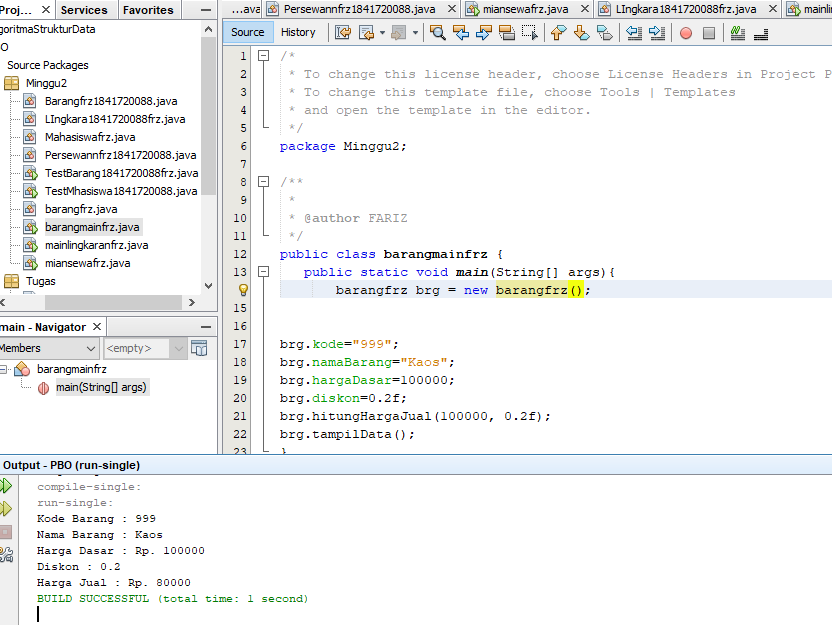 Proj... × Services Favorites
goritmaStrukturData
O
Source Packages
Minggu2
Barangfrz1841720088.java
LIngkara1841720088frz.java
Mahasiswafrz.java
Persewannfrz1841720088.java
TestBarang1841720088frz.java
TestMhasiswa1841720088.java
barangfrz.java
barangmainfrz.java
mainlingkaranfrz.java
miansewafrz.java
Tugas
main - Navigator ×
Members <empty>
barangmainfrz
main(String[] args)
...ava Persewannfrz1841720088.java × miansewafrz.java × LIngkara1841720088frz.java × mainlin
Source History
1 /*
2 * To change this license header, choose License Headers in Project P
3 * To change this template file, choose Tools | Templates
4 * and open the template in the editor.
5 */
6 package Minggu2;
7
8 /**
9 *
10 * @author FARIZ
11 */
12 public class barangmainfrz {
13 public static void main(String[] args){
barangfrz brg = new barangfrz();
15
16
17 brg.kode="999";
18 brg.namaBarang="Kaos";
19 brg.hargaDasar=100000;
20 brg.diskon=0.2f;
21 brg.hitungHargaJual(100000, 0.2f);
22 brg.tampilData();
23 }
Output - PBO (run-single)
compile-single:
run-single:
Kode Barang : 999
Nama Barang : Kaos
Harga Dasar : Rp. 100000
Diskon : 0.2
Harga Jual : Rp. 80000
BUILD SUCCESSFUL (total time: 1 second)